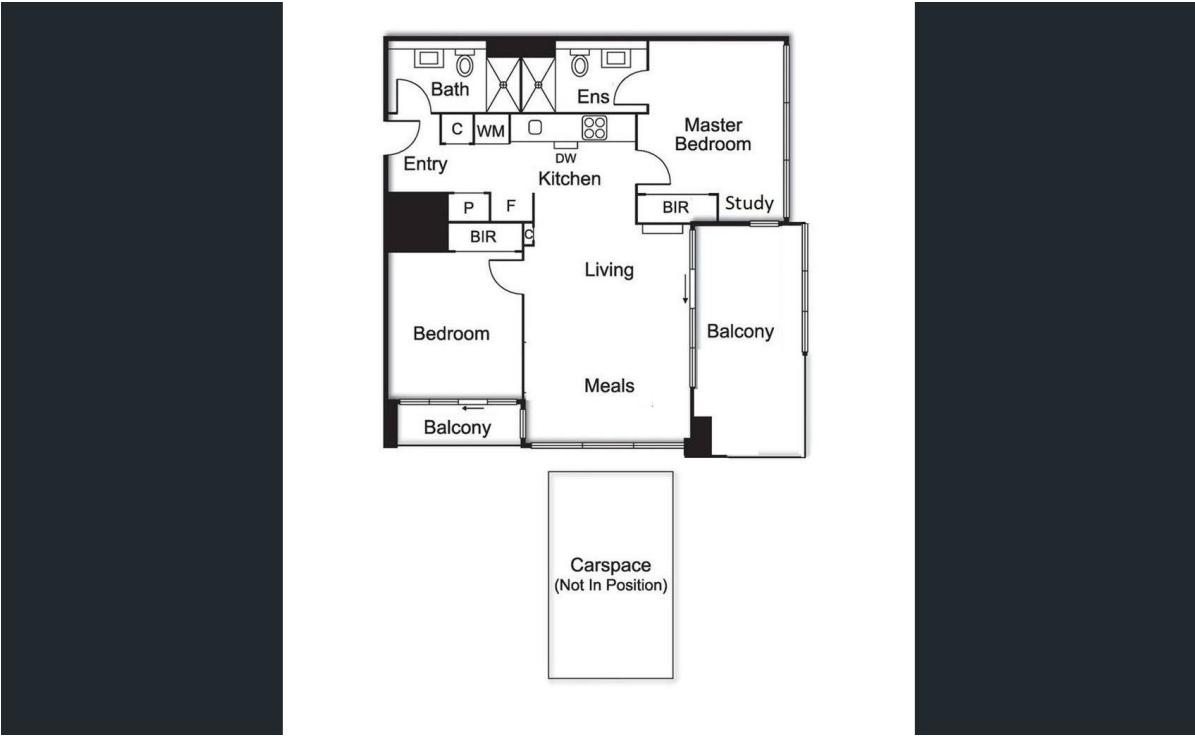 Bath
Ens
Master
Bedroom
C
WM
Entry
DW
Kitchen
P
F
BIR
Study
BIR
C
Living
Bedroom
Balcony
Meals
Balcony
Carspace
(Not In Position)